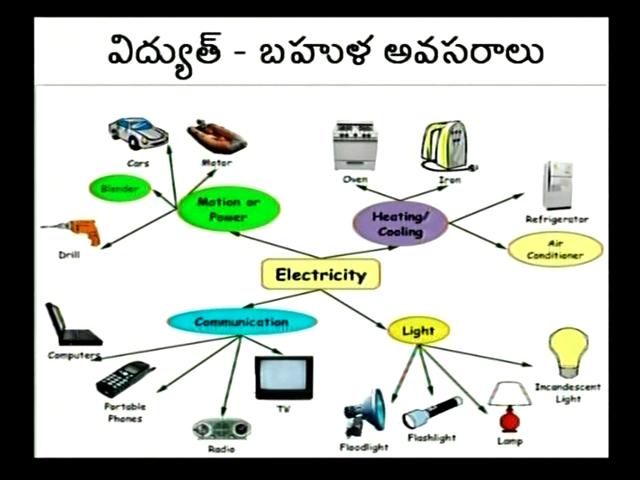 విద్యుత్ - బహుళ అవసరాలు
Cars
Motor
Oven
Iron
Blender
Motion or
Power
Heating/
Cooling
Refrigerator
Drill
Air
Conditioner
Electricity
Communication
Light
Computers
Portable
Phones
TV
Radio
Floodlight
Flashlight
Lamp
Incandescent
Light